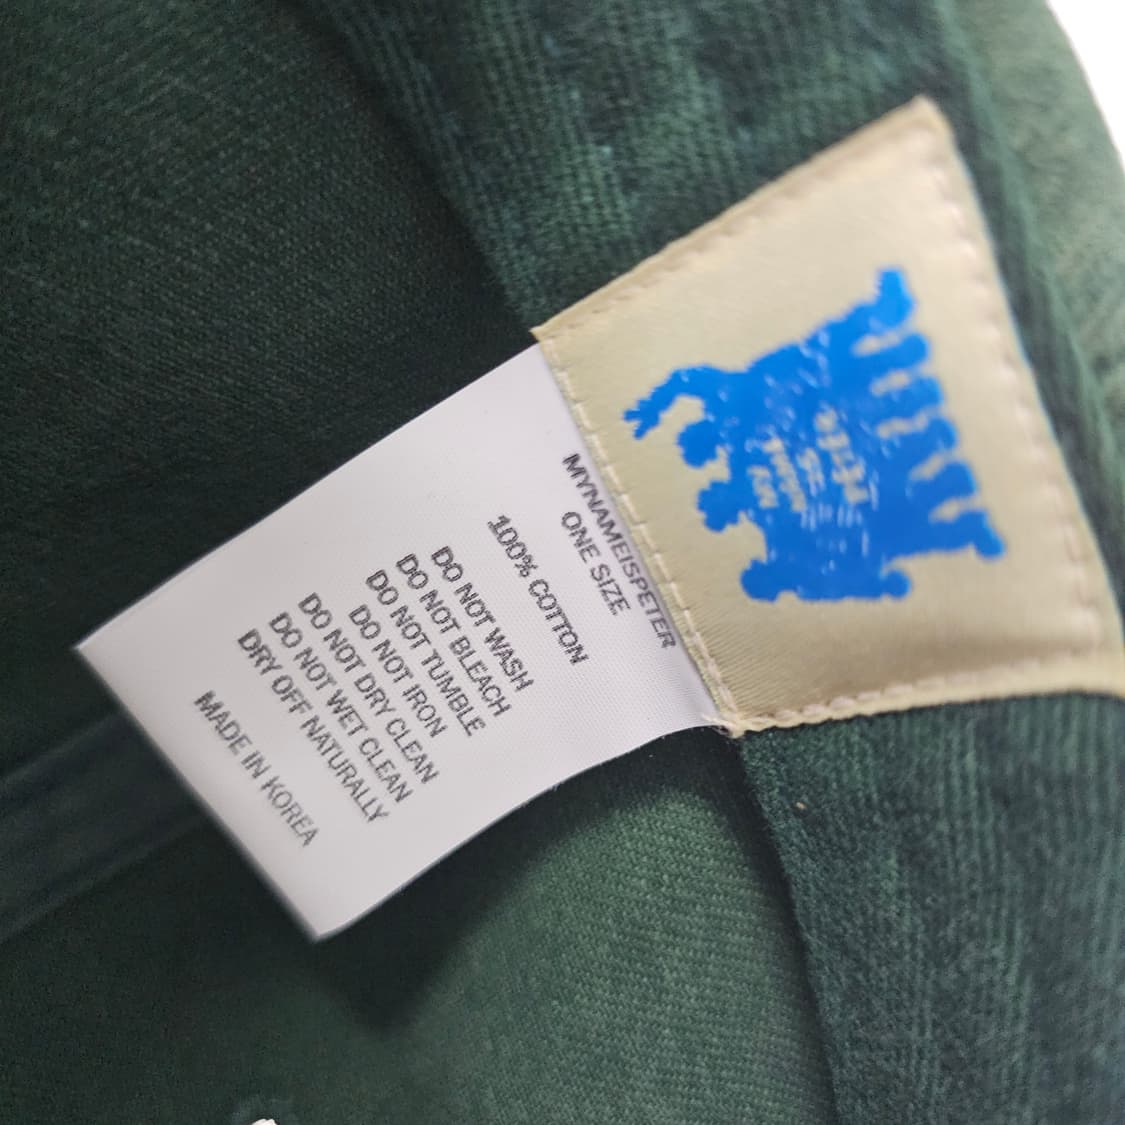 MYNAMEISPETER
ONE SIZE
100% COTTON
DO NOT WASH
DO NOT BLEACH
DO NOT TUMBLE
DO NOT IRON
DO NOT DRY CLEAN
DO NOT WET CLEAN
DRY OFF NATURALLY
MADE IN KOREA